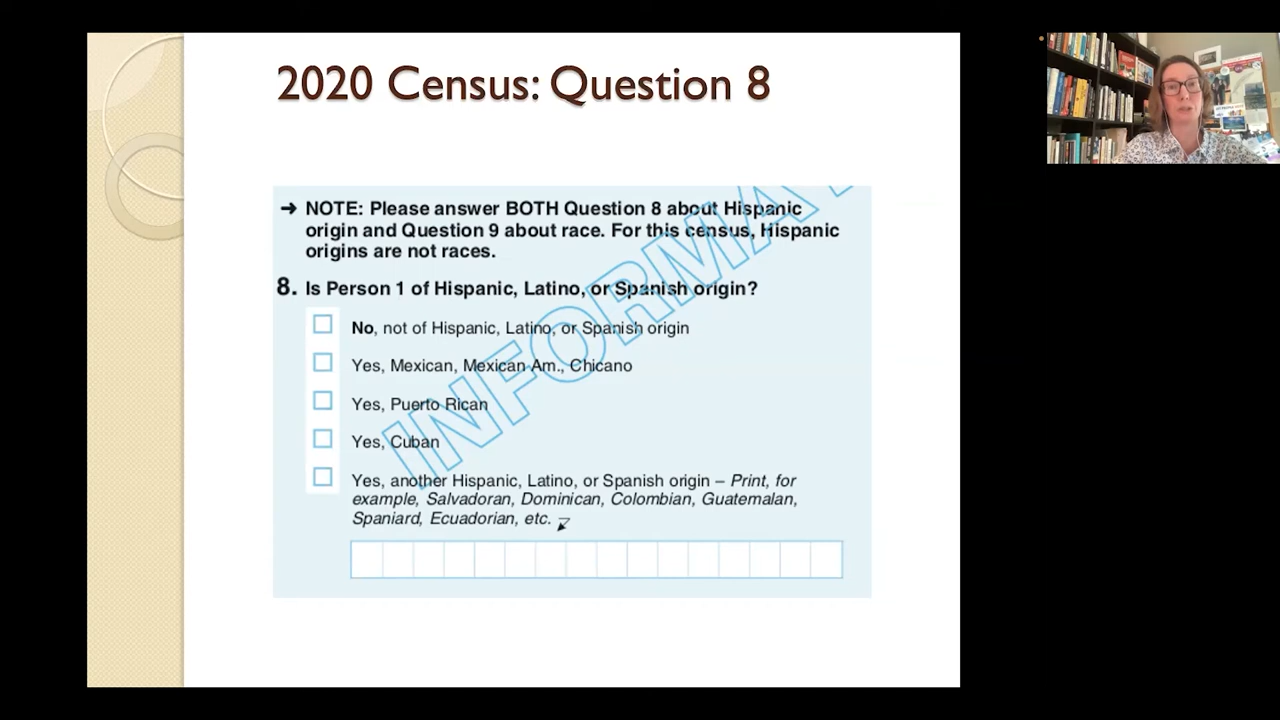 2020 Census: Question 8
➔ NOTE: Please answer BOTH Question 8 about Hispanic
origin and Question 9 about race. For this census, Hispanic
origins are not races.
8. Is Person 1 of Hispanic, Latino, or Spanish origin?
No, not of Hispanic, Latino, or Spanish origin
Yes, Mexican, Mexican Am., Chicano
Yes, Puerto Rican
Yes, Cuban
Yes, another Hispanic, Latino, or Spanish origin – Print, for
example, Salvadoran, Dominican, Colombian, Guatemalan,
Spaniard, Ecuadorian, etc.
INFORMAT